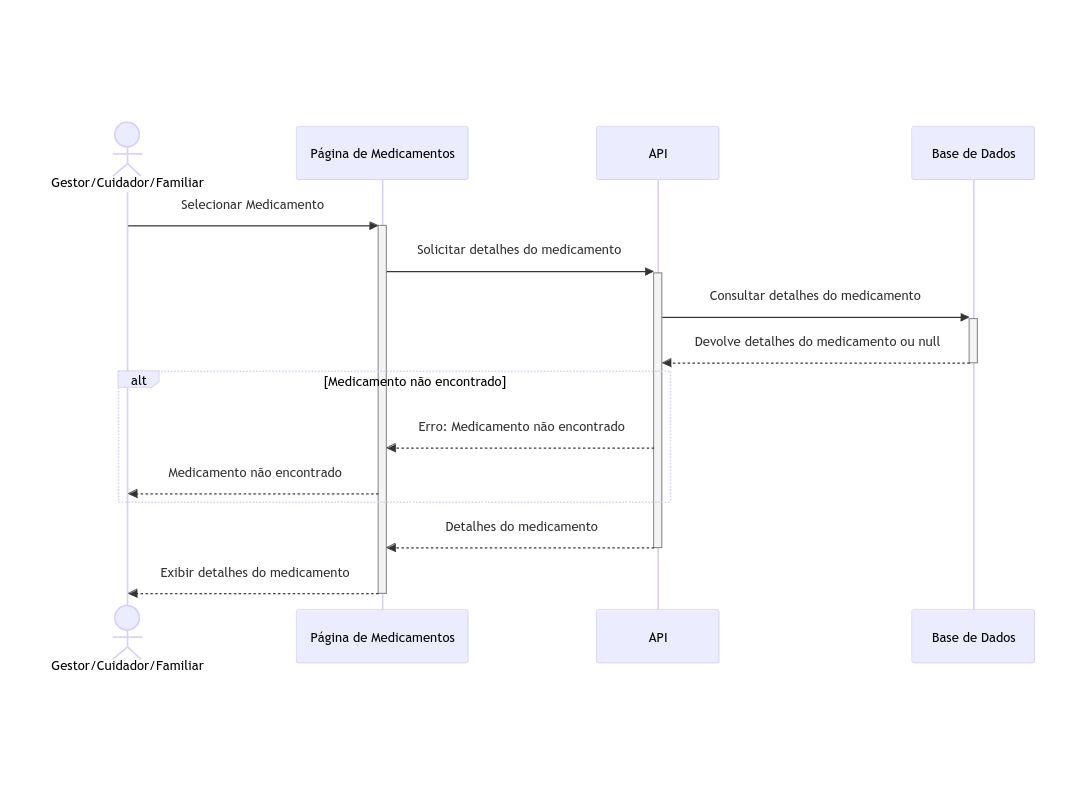 Gestor/Cuidador/Familiar
Página de Medicamentos
API
Base de Dados
Selecionar Medicamento
Solicitar detalhes do medicamento
Consultar detalhes do medicamento
Devolve detalhes do medicamento ou null
alt
[Medicamento não encontrado]
Erro: Medicamento não encontrado
Medicamento não encontrado
Detalhes do medicamento
Exibir detalhes do medicamento
Gestor/Cuidador/Familiar
Página de Medicamentos
API
Base de Dados